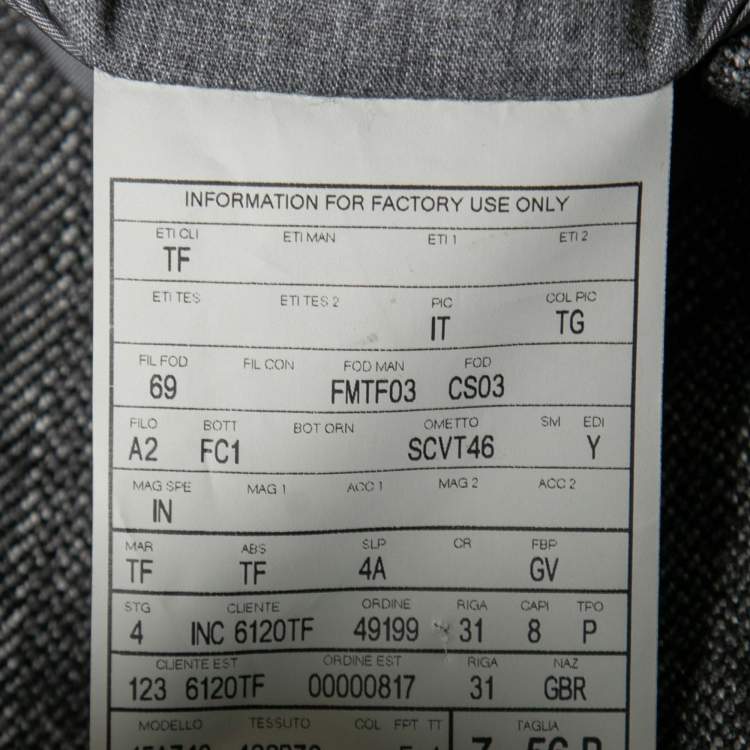 INFORMATION FOR FACTORY USE ONLY
ETI CLI ETI MAN ETI 1 ETI 2
TF
ETI TES ETI TES 2 PIC COL PIC
IT TG
FIL FOD FIL CON FOD MAN FOD
69 FMTF03 CS03
FILO BOTT BOT ORN OMETTO SM EDI
A2 FC1 SCVT46 Y
MAG SPE MAG 1 ACC 1 MAG 2 ACC 2
IN
MAR ABS SLP CR FBP
TF TF 4A GV
STG CLIENTE ORDINE RIGA CAPI TPO
4 INC 6120TF 49199 31 8 P
CLIENTE EST ORDINE EST RIGA NAZ
123 6120TF 00000817 31 GBR
MODELLO TESSUTO COL FPT TT TAGLIA